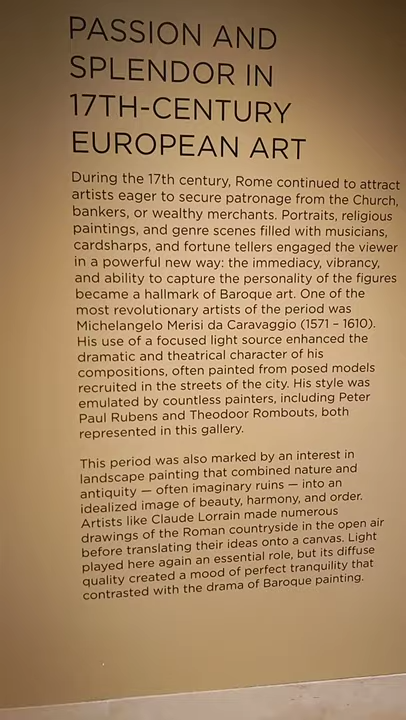 PASSION AND
SPLENDOR IN
17TH-CENTURY
EUROPEAN ART
During the 17th century, Rome continued to attract
artists eager to secure patronage from the Church,
bankers, or wealthy merchants. Portraits, religious
paintings, and genre scenes filled with musicians,
cardsharps, and fortune tellers engaged the viewer
in a powerful new way: the immediacy, vibrancy,
and ability to capture the personality of the figures
became a hallmark of Baroque art. One of the
most revolutionary artists of the period was
Michelangelo Merisi da Caravaggio (1571 – 1610).
His use of a focused light source enhanced the
dramatic and theatrical character of his
compositions, often painted from posed models
recruited in the streets of the city. His style was
emulated by countless painters, including Peter
Paul Rubens and Theodoor Rombouts, both
represented in this gallery.
This period was also marked by an interest in
landscape painting that combined nature and
antiquity — often imaginary ruins — into an
idealized image of beauty, harmony, and order.
Artists like Claude Lorrain made numerous
drawings of the Roman countryside in the open air
before translating their ideas onto a canvas. Light
played here again an essential role, but its diffuse
quality created a mood of perfect tranquility that
contrasted with the drama of Baroque painting.